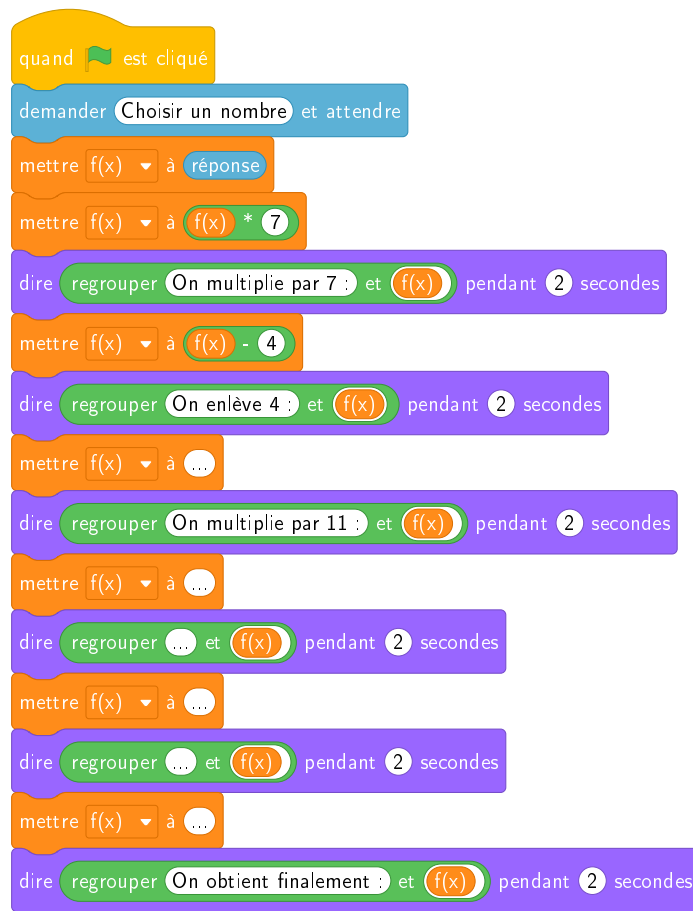 quand est cliqué
demander Choisir un nombre et attendre
mettre f(x) à réponse
mettre f(x) à f(x) * 7
dire regrouper On multiplie par 7 : et f(x) pendant 2 secondes
mettre f(x) à f(x) - 4
dire regrouper On enlève 4 : et f(x) pendant 2 secondes
mettre f(x) à ...
dire regrouper On multiplie par 11 : et f(x) pendant 2 secondes
mettre f(x) à ...
dire regrouper ... et f(x) pendant 2 secondes
mettre f(x) à ...
dire regrouper ... et f(x) pendant 2 secondes
mettre f(x) à ...
dire regrouper On obtient finalement : et f(x) pendant 2 secondes